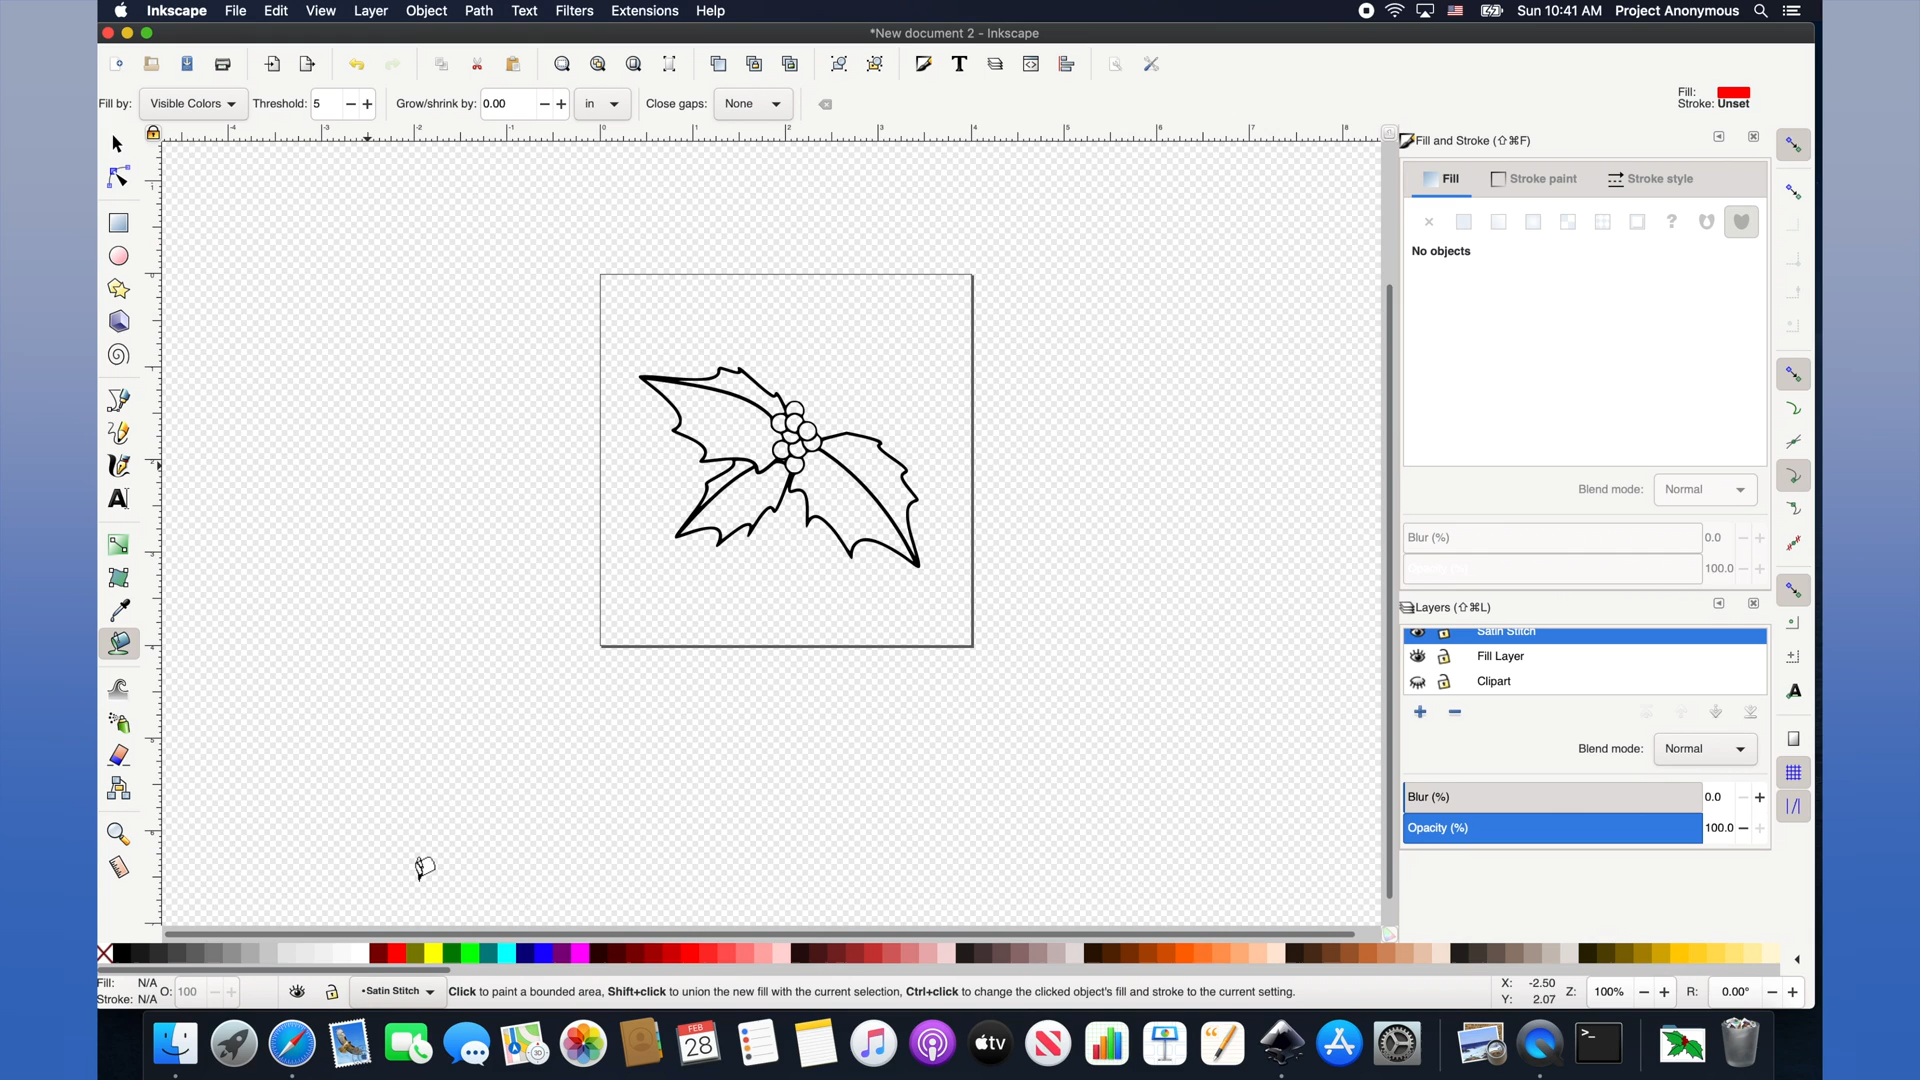 Inkscape File Edit View Layer Object Path Text Filters Extensions Help Sun 10:41 AM Project Anonymous
*New document 2 - Inkscape
Fill by: Visible Colors Threshold: 5 Grow/shrink by: 0.00 in Close gaps: None
Fill:
Stroke: Unset
Fill and Stroke (⇧⌘F)
Fill Stroke paint Stroke style
No objects
Blend mode: Normal
Blur (%) 0.0
Opacity (%) 100.0
Layers (⇧⌘L)
Satin Stitch
Fill Layer
Clipart
Blend mode: Normal
Blur (%) 0.0
Opacity (%) 100.0
Fill: N/A
Stroke: N/A
O: 100
•Satin Stitch
Click to paint a bounded area, Shift+click to union the new fill with the current selection, Ctrl+click to change the clicked object's fill and stroke to the current setting.
X: -2.50
Y: 2.07
Z: 100%
R: 0.00°
FEB
28
3D
tv